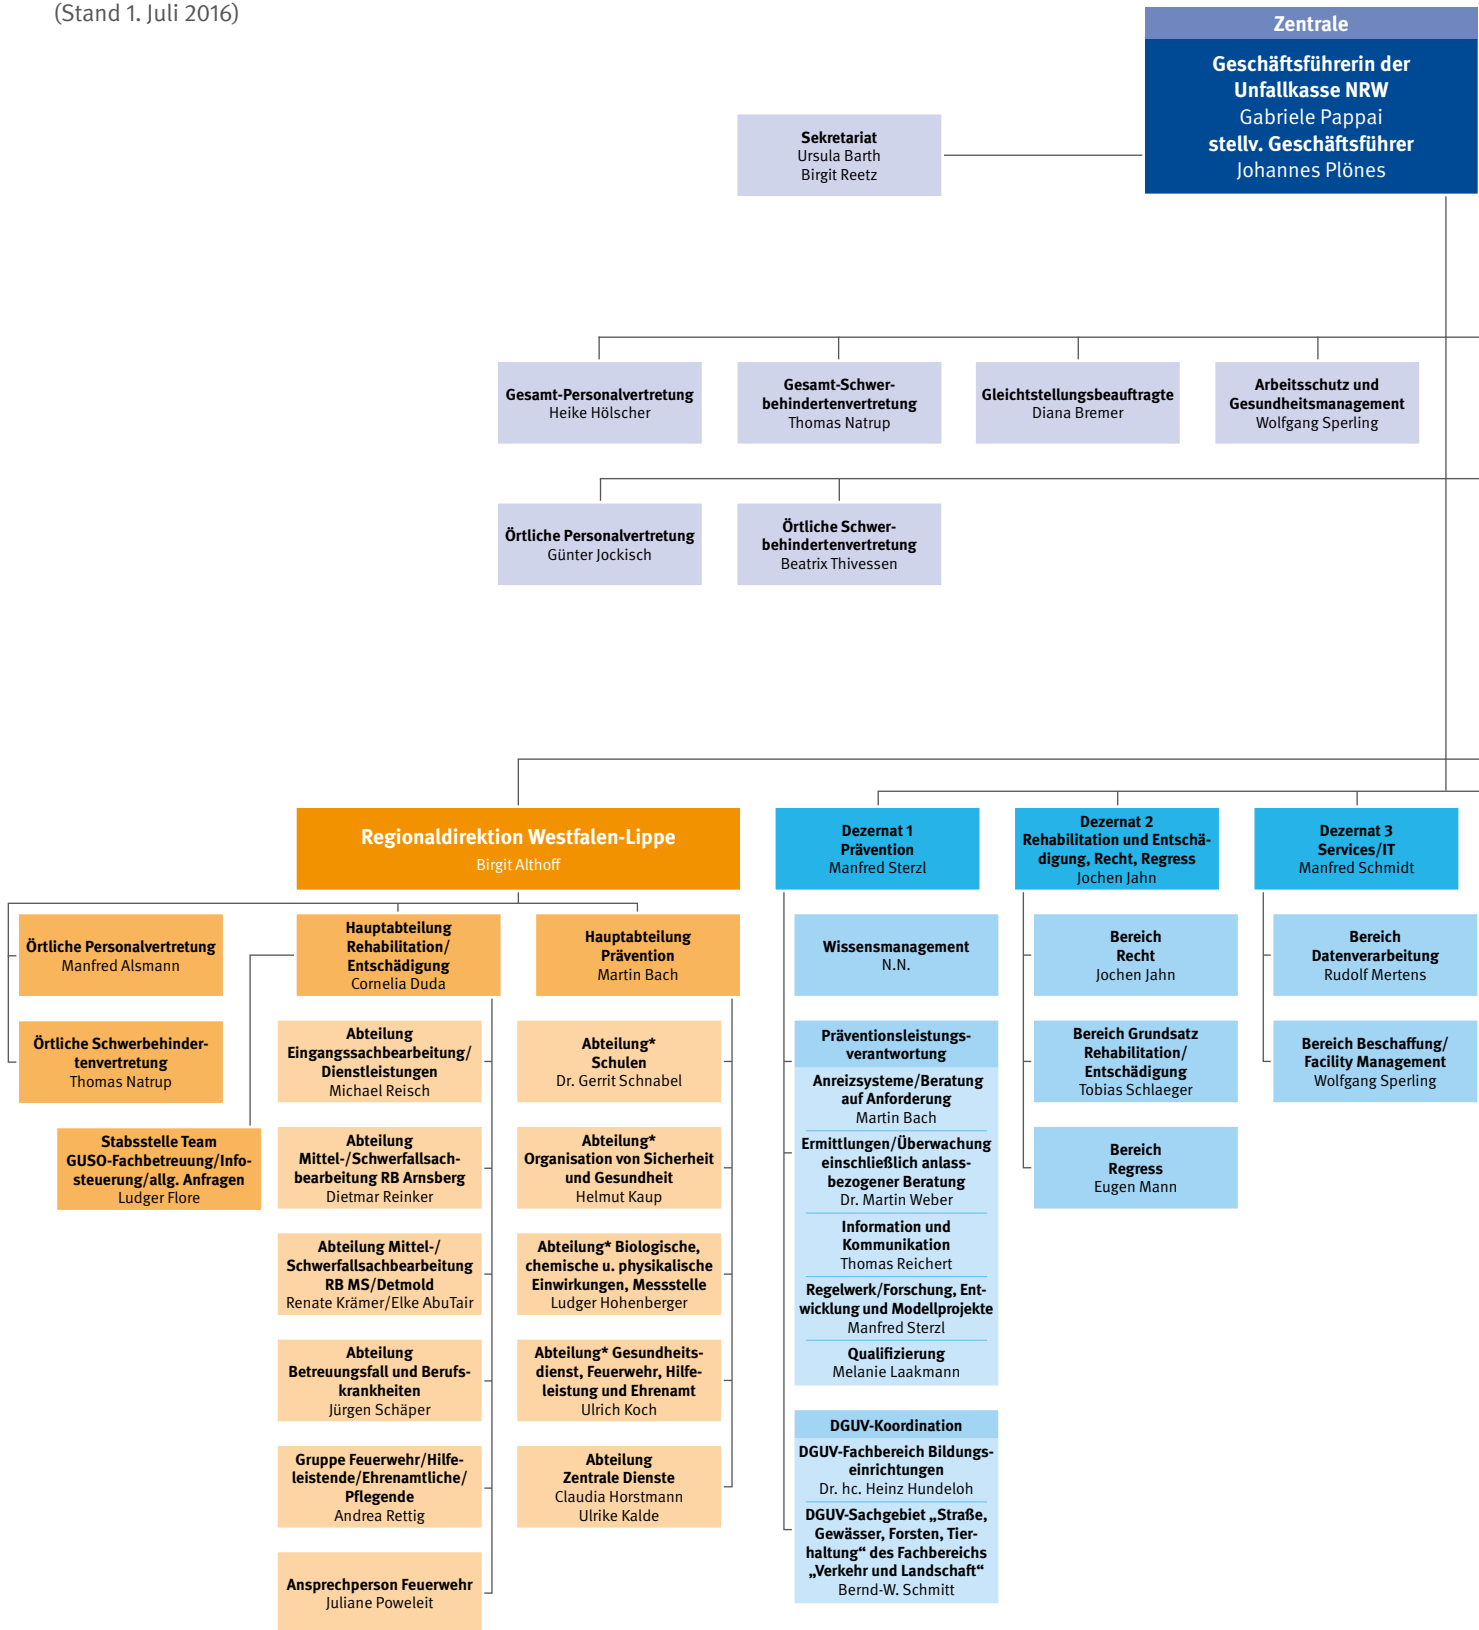 (Stand 1. Juli 2016)
Zentrale
Geschäftsführerin der
Unfallkasse NRW
Gabriele Pappai
stellv. Geschäftsführer
Johannes Plönes
Sekretariat
Ursula Barth
Birgit Reetz
Gesamt-Personalvertretung
Heike Hölscher
Gesamt-Schwer-
behindertenvertretung
Thomas Natrup
Gleichtstellungsbeauftragte
Diana Bremer
Arbeitsschutz und
Gesundheitsmanagement
Wolfgang Sperling
Örtliche Personalvertretung
Günter Jockisch
Örtliche Schwer-
behindertenvertretung
Beatrix Thivessen
Regionaldirektion Westfalen-Lippe
Birgit Althoff
Örtliche Personalvertretung
Manfred Alsmann
Örtliche Schwerbehinder-
tenvertretung
Thomas Natrup
Hauptabteilung
Rehabilitation/
Entschädigung
Cornelia Duda
Stabsstelle Team
GUSO-Fachbetreuung/Info-
steuerung/allg. Anfragen
Ludger Flore
Abteilung
Eingangssachbearbeitung/
Dienstleistungen
Michael Reisch
Abteilung
Mittel-/Schwerfallsach-
bearbeitung RB Arnsberg
Dietmar Reinker
Abteilung Mittel-/
Schwerfallsachbearbeitung
RB MS/Detmold
Renate Krämer/Elke AbuTair
Abteilung
Betreuungsfall und Berufs-
krankheiten
Jürgen Schäper
Gruppe Feuerwehr/Hilfe-
leistende/Ehrenamtliche/
Pflegende
Andrea Rettig
Ansprechperson Feuerwehr
Juliane Poweleit
Hauptabteilung
Prävention
Martin Bach
Abteilung*
Schulen
Dr. Gerrit Schnabel
Abteilung*
Organisation von Sicherheit
und Gesundheit
Helmut Kaup
Abteilung* Biologische,
chemische u. physikalische
Einwirkungen, Messstelle
Ludger Hohenberger
Abteilung* Gesundheits-
dienst, Feuerwehr, Hilfe-
leistung und Ehrenamt
Ulrich Koch
Abteilung
Zentrale Dienste
Claudia Horstmann
Ulrike Kalde
Dezernat 1
Prävention
Manfred Sterzl
Wissensmanagement
N.N.
Präventionsleistungs-
verantwortung
Anreizsysteme/Beratung
auf Anforderung
Martin Bach
Ermittlungen/Überwachung
einschließlich anlass-
bezogener Beratung
Dr. Martin Weber
Information und
Kommunikation
Thomas Reichert
Regelwerk/Forschung, Ent-
wicklung und Modellprojekte
Manfred Sterzl
Qualifizierung
Melanie Laakmann
DGUV-Koordination
DGUV-Fachbereich Bildungs-
einrichtungen
Dr. hc. Heinz Hundeloh
DGUV-Sachgebiet „Straße,
Gewässer, Forsten, Tier-
haltung“ des Fachbereichs
„Verkehr und Landschaft“
Bernd-W. Schmitt
Dezernat 2
Rehabilitation und Entschä-
digung, Recht, Regress
Jochen Jahn
Bereich
Recht
Jochen Jahn
Bereich Grundsatz
Rehabilitation/
Entschädigung
Tobias Schlaeger
Bereich
Regress
Eugen Mann
Dezernat 3
Services/IT
Manfred Schmidt
Bereich
Datenverarbeitung
Rudolf Mertens
Bereich Beschaffung/
Facility Management
Wolfgang Sperling